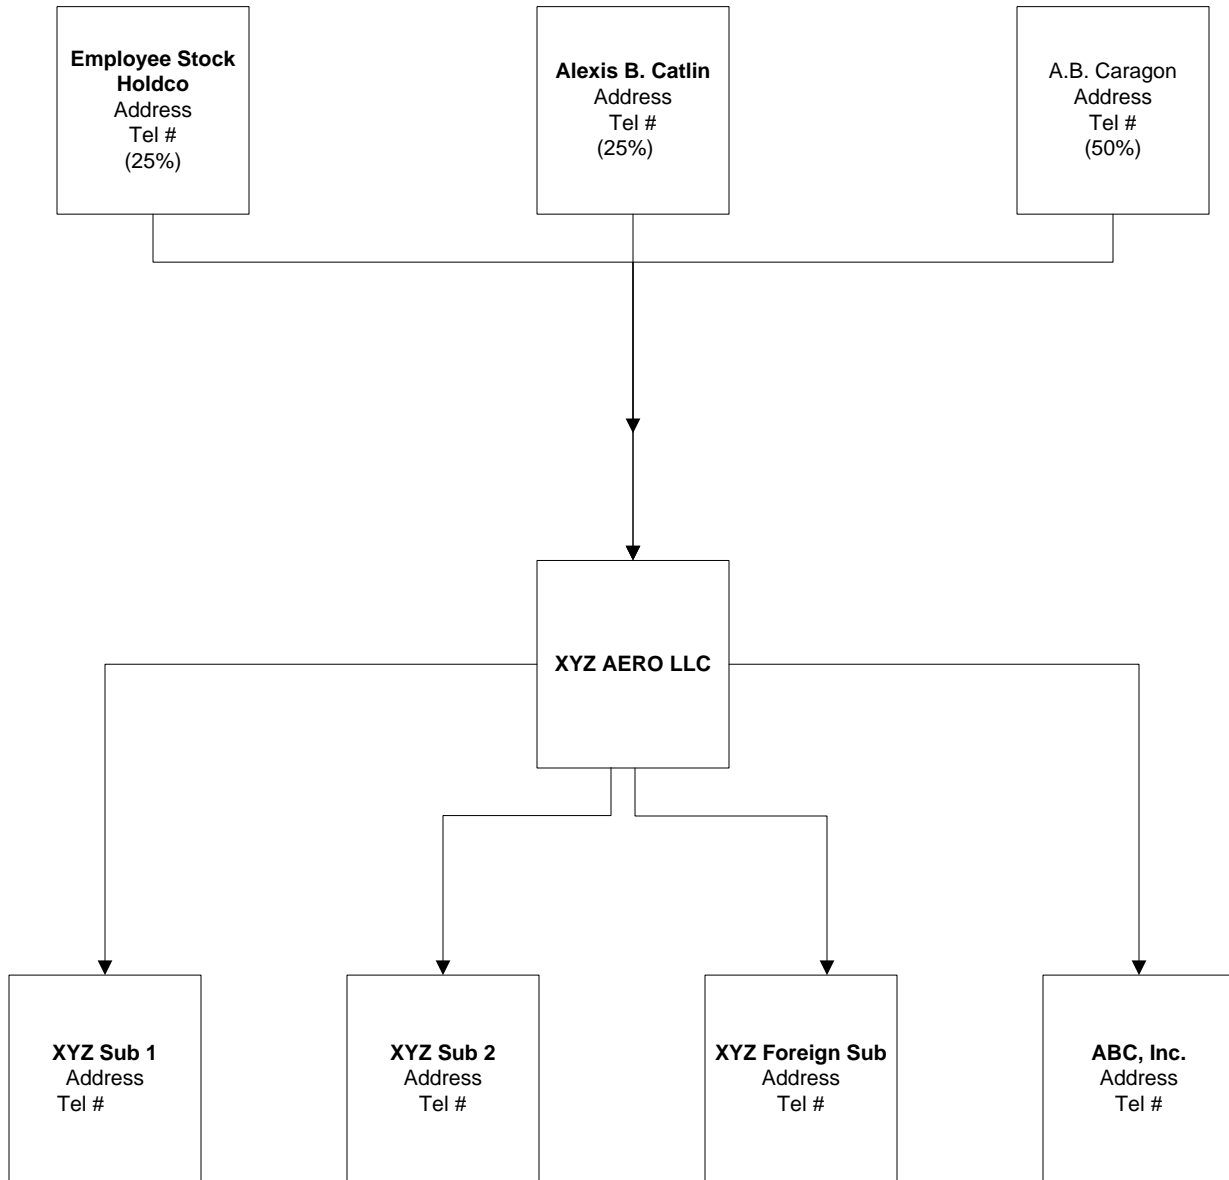 Employee Stock
Holdco
Address
Tel #
(25%)
Alexis B. Catlin
Address
Tel #
(25%)
A.B. Caragon
Address
Tel #
(50%)
XYZ AERO LLC
XYZ Sub 1
Address
Tel #
XYZ Sub 2
Address
Tel #
XYZ Foreign Sub
Address
Tel #
ABC, Inc.
Address
Tel #